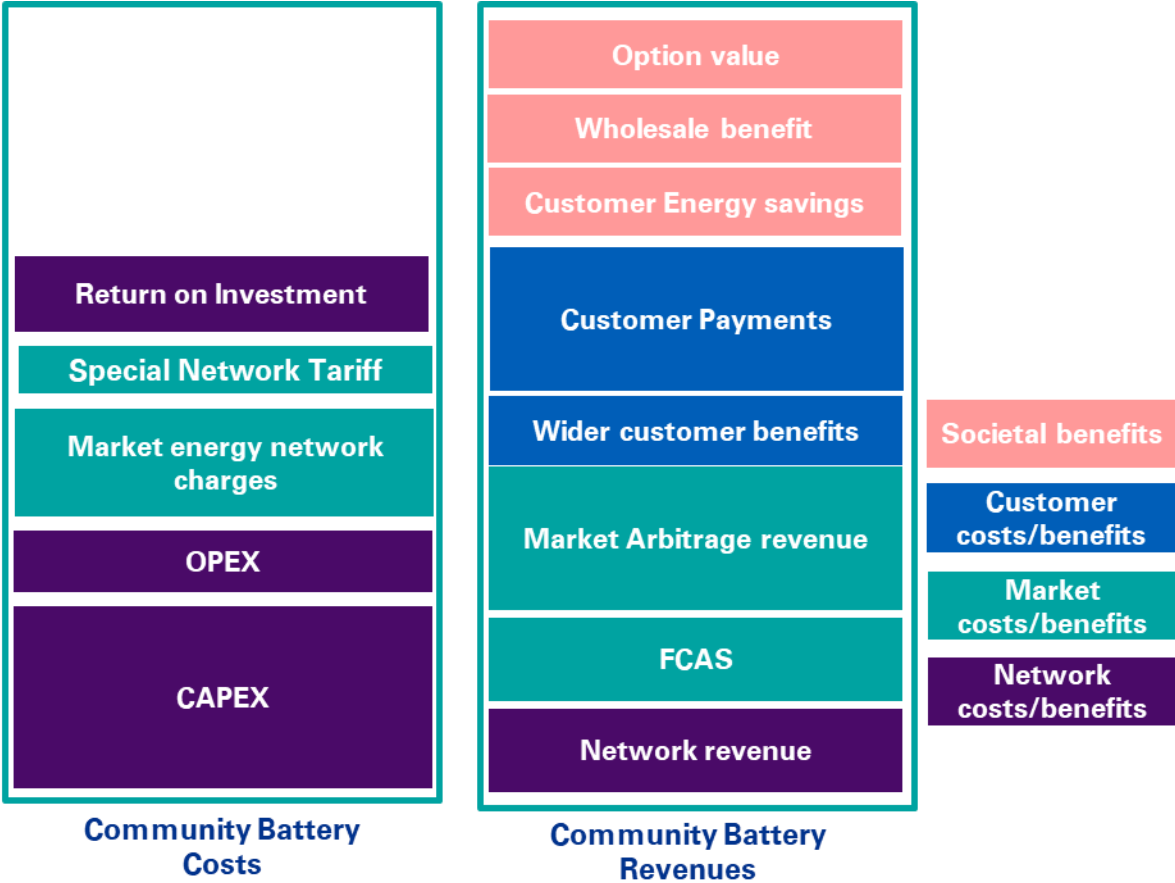 Return on Investment
Special Network Tariff
Market energy network
charges
OPEX
CAPEX
Community Battery
Costs
Option value
Wholesale benefit
Customer Energy savings
Customer Payments
Wider customer benefits
Market Arbitrage revenue
FCAS
Network revenue
Community Battery
Revenues
Societal benefits
Customer
costs/benefits
Market
costs/benefits
Network
costs/benefits